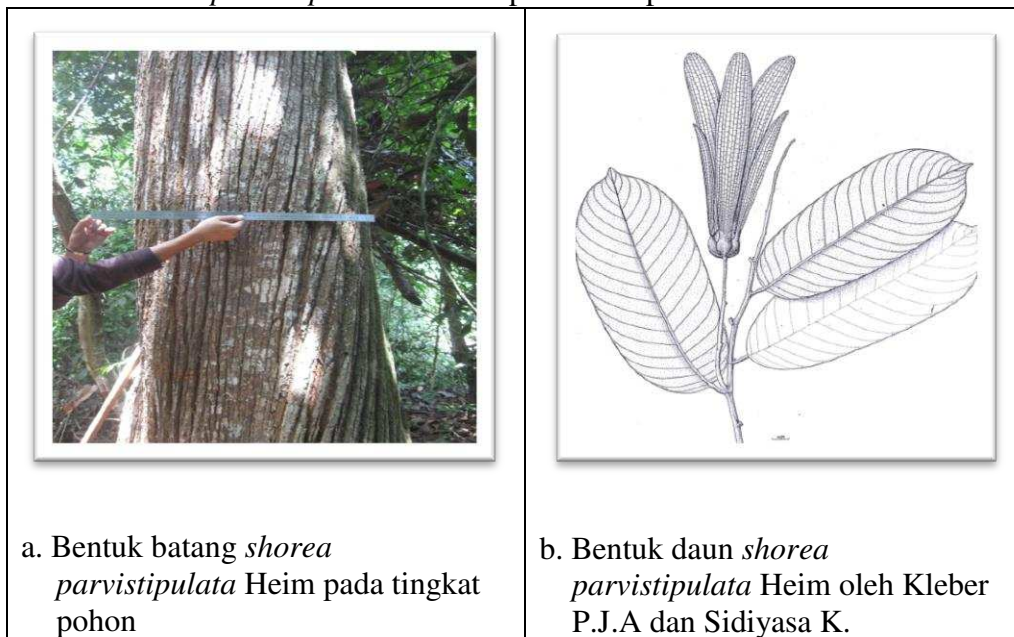 a. Bentuk batang shorea
parvistipulata Heim pada tingkat
pohon
b. Bentuk daun shorea
parvistipulata Heim oleh Kleber
P.J.A dan Sidiyasa K.